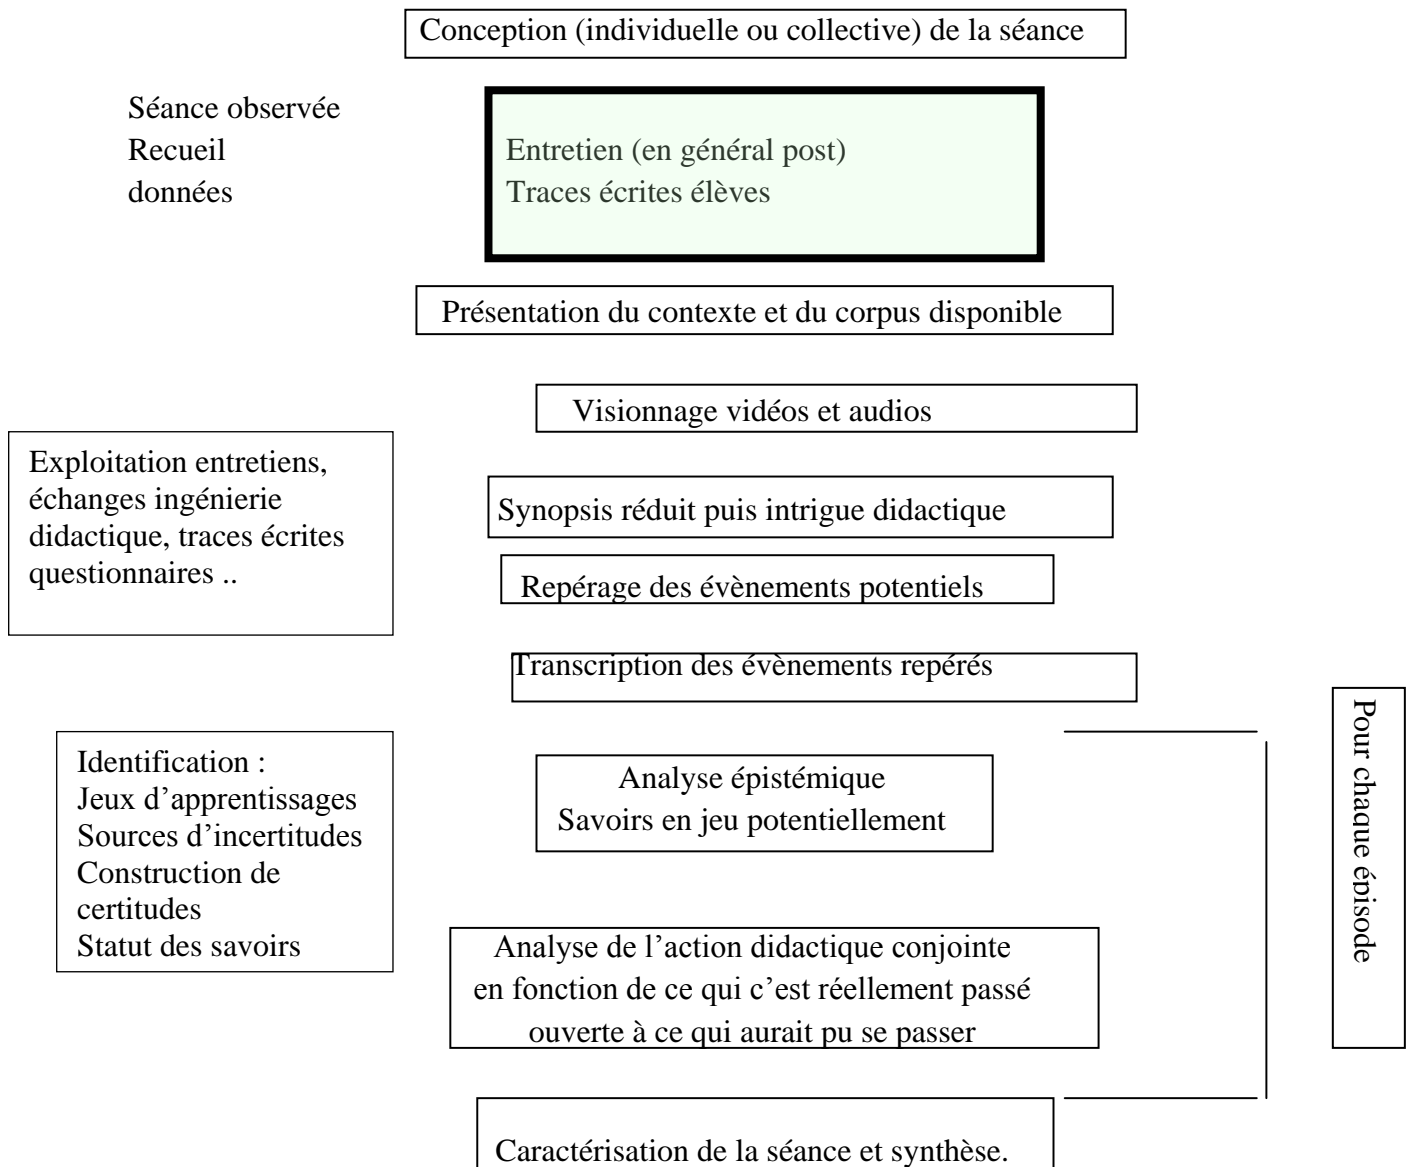 Conception (individuelle ou collective) de la séance
Séance observée
Recueil
données
Entretien (en général post)
Traces écrites élèves
Présentation du contexte et du corpus disponible
Visionnage vidéos et audios
Exploitation entretiens,
échanges ingénierie
didactique, traces écrites
questionnaires ..
Synopsis réduit puis intrigue didactique
Repérage des évènements potentiels
Transcription des évènements repérés
Pour chaque épisode
Identification :
Jeux d’apprentissages
Sources d’incertitudes
Construction de
certitudes
Statut des savoirs
Analyse épistémique
Savoirs en jeu potentiellement
Analyse de l’action didactique conjointe
en fonction de ce qui c’est réellement passé
ouverte à ce qui aurait pu se passer
Caractérisation de la séance et synthèse.